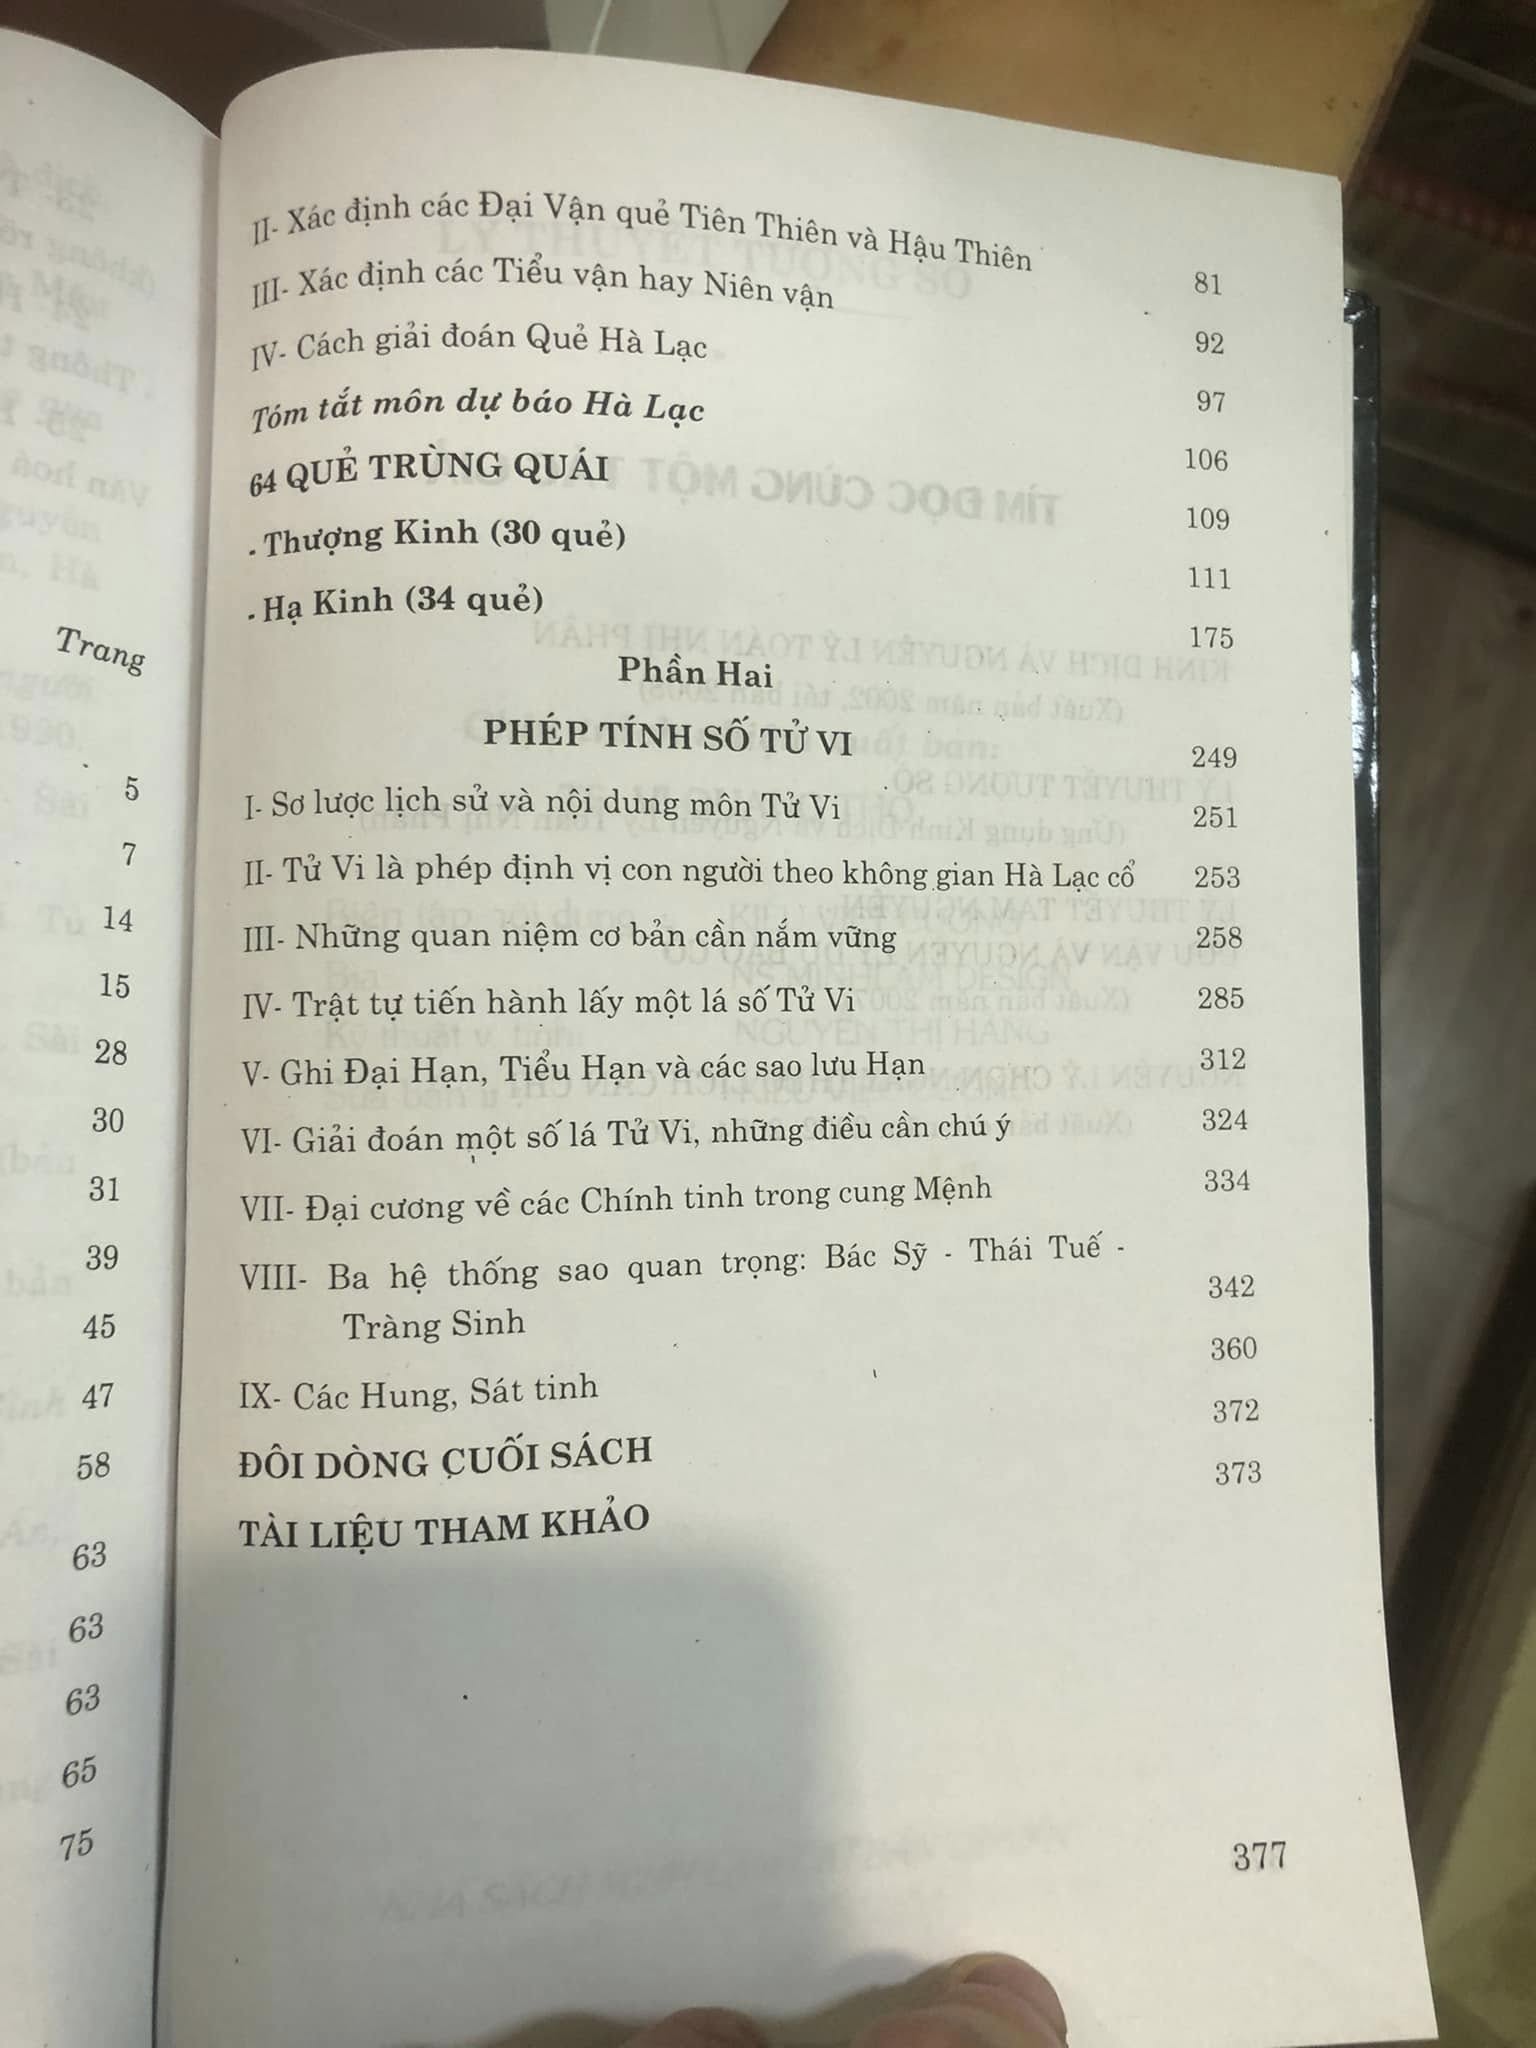 II- Xác định các Đại Vận quẻ Tiên Thiên và Hậu Thiên 81
III- Xác định các Tiểu vận hay Niên vận 92
IV- Cách giải đoán Quẻ Hà Lạc 97
Tóm tắt môn dự báo Hà Lạc 106
64 QUẺ TRÙNG QUÁI 109
. Thượng Kinh (30 quẻ) 111
. Hạ Kinh (34 quẻ) 175
Phần Hai
PHÉP TÍNH SỐ TỬ VI 249
I- Sơ lược lịch sử và nội dung môn Tử Vi 251
II- Tử Vi là phép định vị con người theo không gian Hà Lạc cổ 253
III- Những quan niệm cơ bản cần nắm vững 258
IV- Trật tự tiến hành lấy một lá số Tử Vi 285
V- Ghi Đại Hạn, Tiểu Hạn và các sao lưu Hạn 312
VI- Giải đoán một số lá Tử Vi, những điều cần chú ý 324
VII- Đại cương về các Chính tinh trong cung Mệnh 334
VIII- Ba hệ thống sao quan trọng: Bác Sỹ - Thái Tuế -
Tràng Sinh 342
IX- Các Hung, Sát tinh 360
ĐÔI DÒNG CUỐI SÁCH 372
TÀI LIỆU THAM KHẢO 373
377
Trang
5
7
14
15
28
30
31
39
45
47
58
63
63
63
65
75